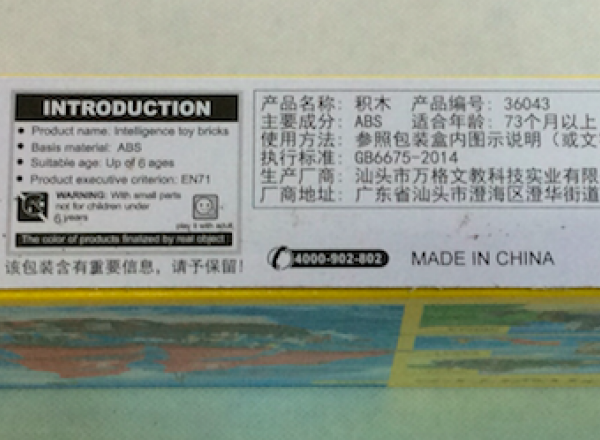 INTRODUCTION
Product name: Intelligence toy bricks
Basis material: ABS
Suitable age: Up of 6 ages
Product executive criterion: EN71
WARNING: With small parts
not for children under
6 years
play it with adult
The color of products finalized by real object
该包装含有重要信息，请予保留!
产品名称: 积木 产品编号: 36043
主要成分: ABS 适合年龄: 73个月以上
使用方法: 参照包装盒内图示说明（或文
执行标准: GB6675-2014
生产厂商: 汕头市万格文教科技实业有限
厂商地址: 广东省汕头市澄海区澄华街道
4000-902-802
MADE IN CHINA